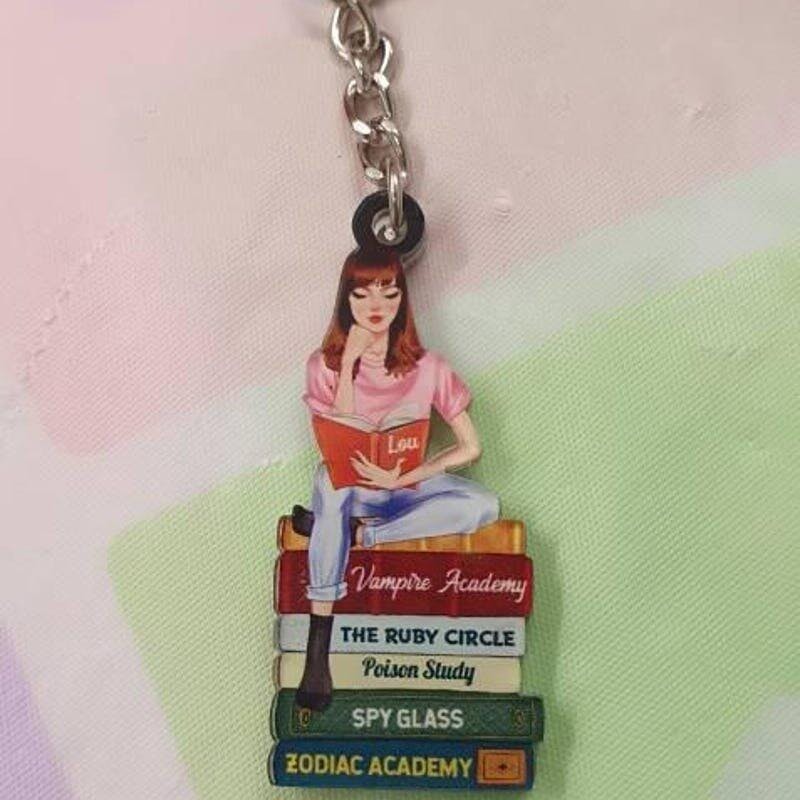 Lou
Vampire Academy
THE RUBY CIRCLE
Poison Study
SPY GLASS
ZODIAC ACADEMY